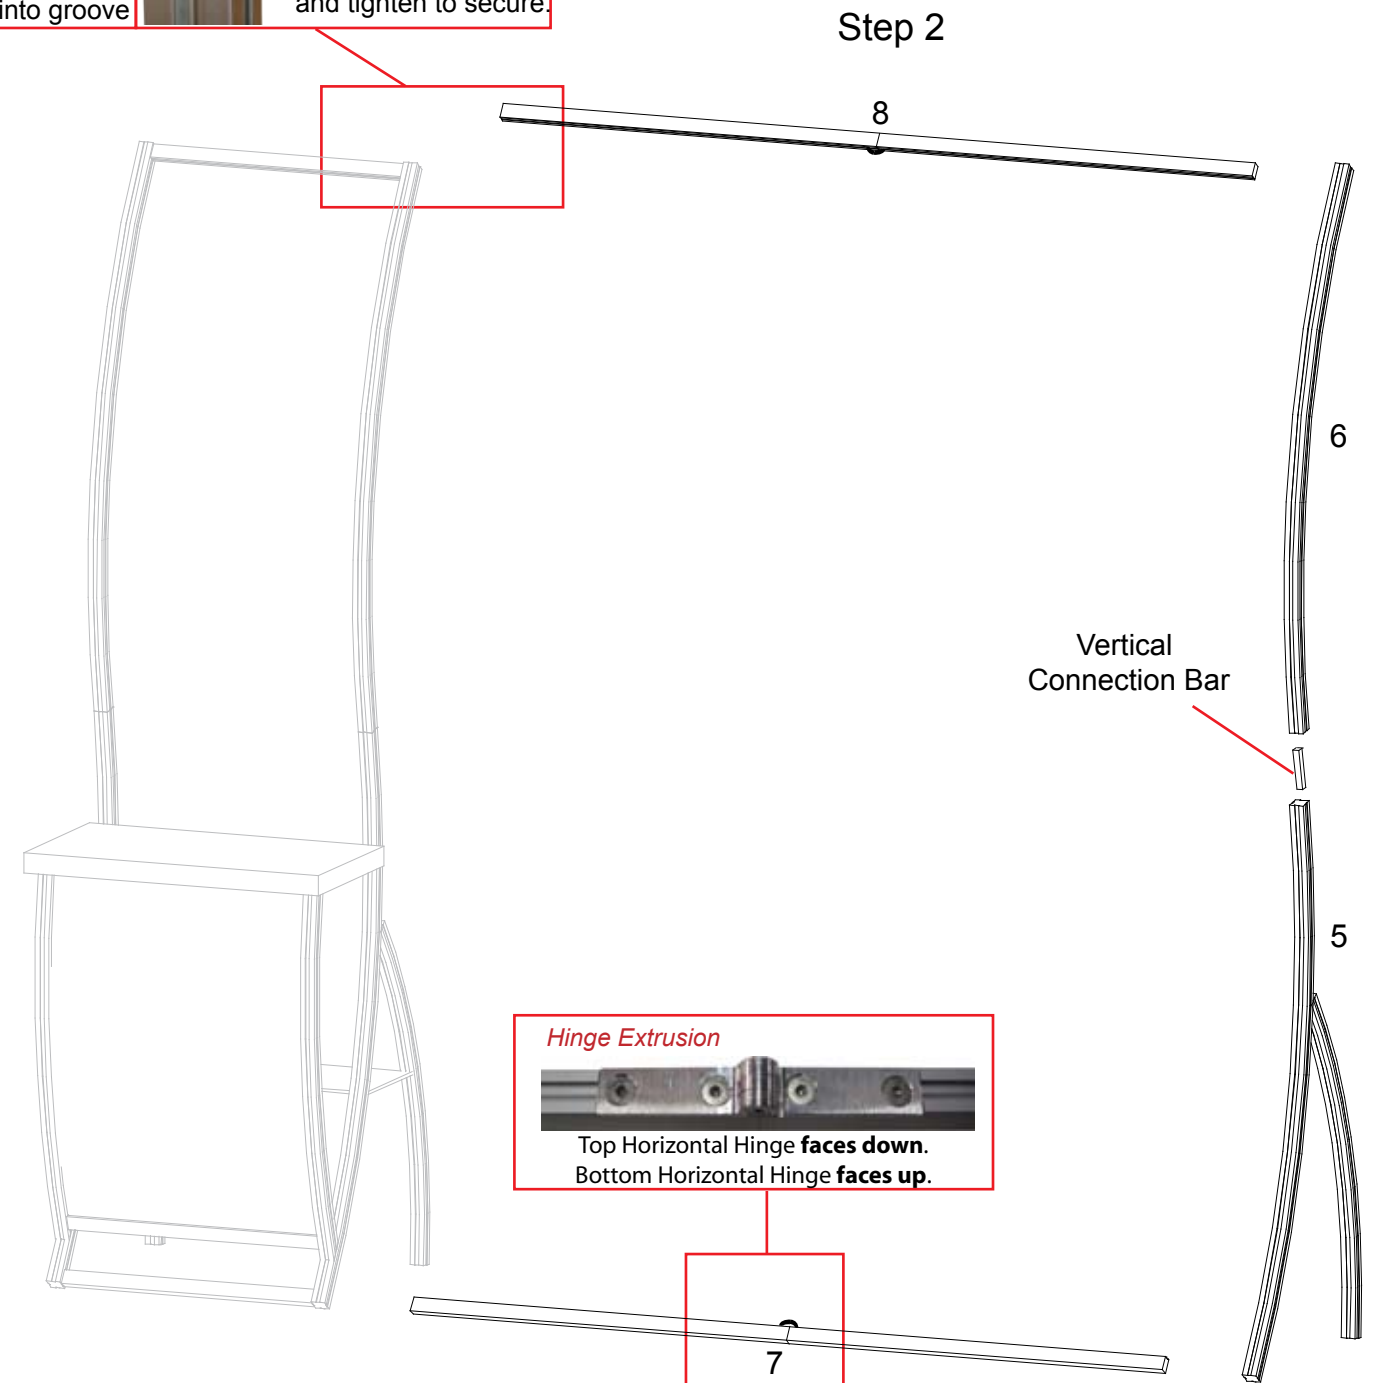 into groove
and tighten to secure.
Step 2
8
6
Vertical
Connection Bar
5
Hinge Extrusion
Top Horizontal Hinge faces down.
Bottom Horizontal Hinge faces up.
7